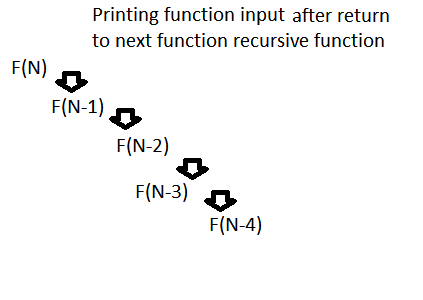 Printing function input after return
to next function recursive function
F(N)
F(N-1)
F(N-2)
F(N-3)
F(N-4)